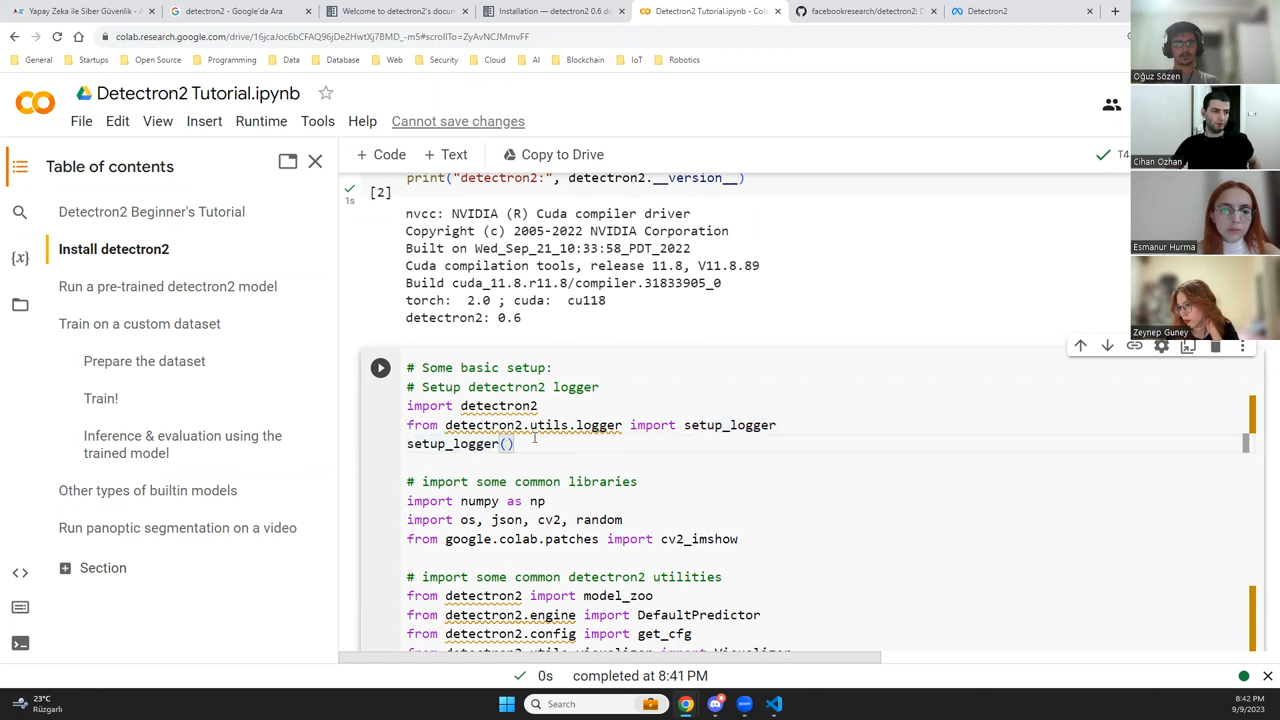 Yapay Zeka ile Siber Güvenlik - A
detectron2 - Google'da Ara
Welcome to detectron2's docum
Installation — detectron2 0.6 do
Detectron2 Tutorial.ipynb - Cola
facebookresearch/detectron2: D
Detectron2
colab.research.google.com/drive/16jcaJoc6bCFAQ96jDe2HwtXj7BMD_-m5#scrollTo=ZyAvNCJMmvFF
General Startups Open Source Programming Data Database Web Security Cloud AI Blockchain IoT Robotics
Detectron2 Tutorial.ipynb
File Edit View Insert Runtime Tools Help Cannot save changes
Table of contents
+ Code + Text Copy to Drive
T4
Detectron2 Beginner's Tutorial
Install detectron2
Run a pre-trained detectron2 model
Train on a custom dataset
Prepare the dataset
Train!
Inference & evaluation using the
trained model
Other types of builtin models
Run panoptic segmentation on a video
Section
{x}
print("detectron2:", detectron2.__version__)
[2]
1s
nvcc: NVIDIA (R) Cuda compiler driver
Copyright (c) 2005-2022 NVIDIA Corporation
Built on Wed_Sep_21_10:33:58_PDT_2022
Cuda compilation tools, release 11.8, V11.8.89
Build cuda_11.8.r11.8/compiler.31833905_0
torch: 2.0 ; cuda: cu118
detectron2: 0.6
# Some basic setup:
# Setup detectron2 logger
import detectron2
from detectron2.utils.logger import setup_logger
setup_logger()
# import some common libraries
import numpy as np
import os, json, cv2, random
from google.colab.patches import cv2_imshow
# import some common detectron2 utilities
from detectron2 import model_zoo
from detectron2.engine import DefaultPredictor
from detectron2.config import get_cfg
from detectron2.utils.visualizer import Visualizer
0s completed at 8:41 PM
Oğuz Sözen
Cihan Ozhan
Esmanur Hurma
Zeynep Guney
23°C
Rüzgarlı
Search
8:42 PM
9/9/2023